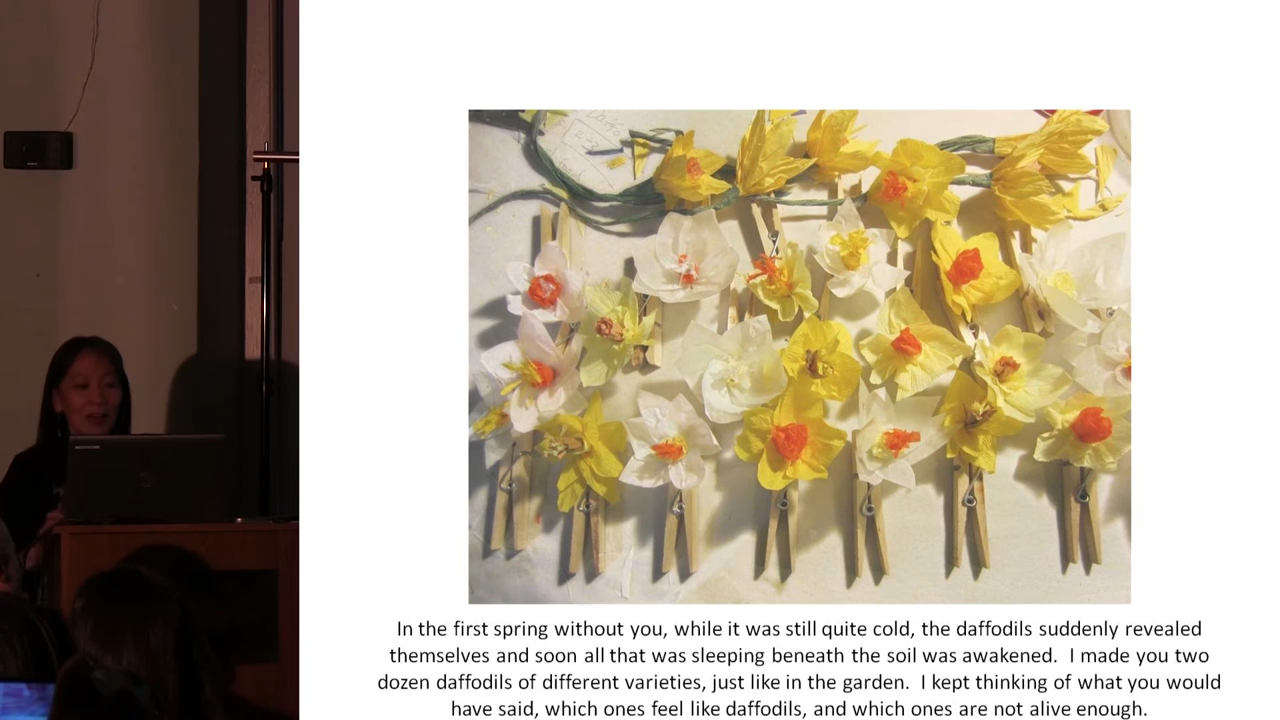 In the first spring without you, while it was still quite cold, the daffodils suddenly revealed
themselves and soon all that was sleeping beneath the soil was awakened.  I made you two
dozen daffodils of different varieties, just like in the garden.  I kept thinking of what you would
have said, which ones feel like daffodils, and which ones are not alive enough.